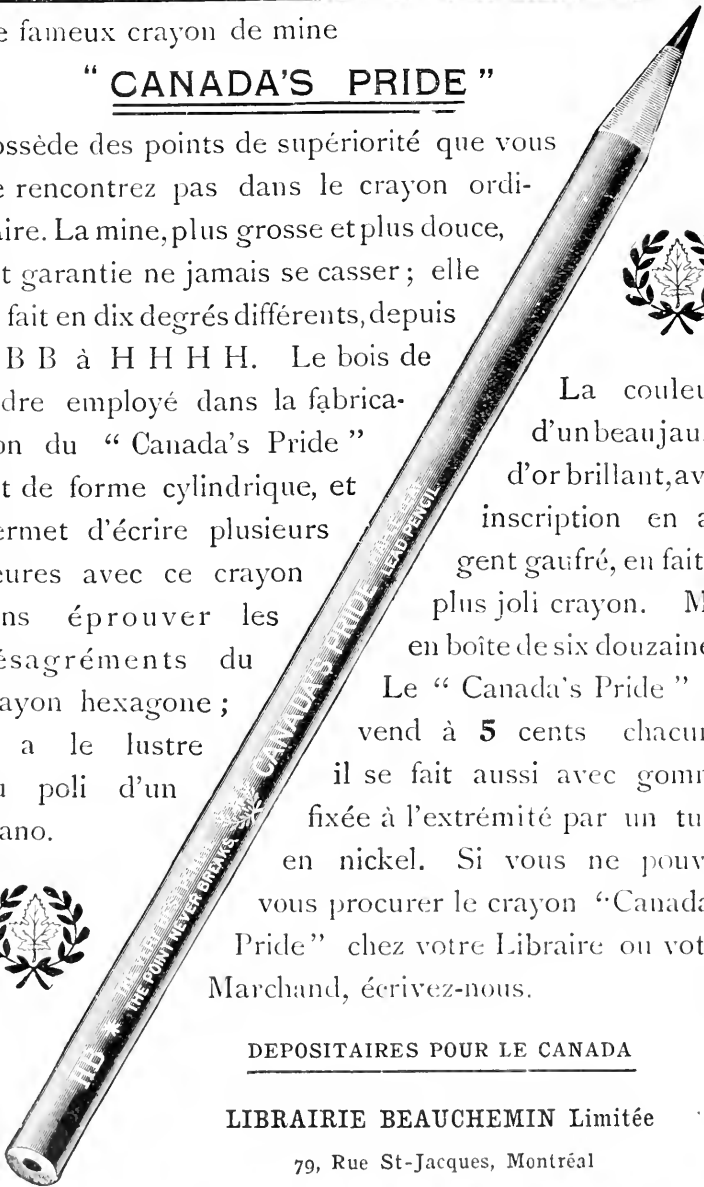 e fameux crayon de mine
“ CANADA'S PRIDE ”
ossède des points de supériorité que vous
e rencontrez pas dans le crayon ordi-
aire. La mine, plus grosse et plus douce,
t garantie ne jamais se casser ; elle
fait en dix degrés différents, depuis
B B à H H H H. Le bois de
dre employé dans la fabrica-
on du “ Canada's Pride ”
t de forme cylindrique, et
ermet d'écrire plusieurs
eures avec ce crayon
ns éprouver les
ésagréments du
ayon hexagone ;
a le lustre
u poli d'un
ano.
La couleu
d'un beau jau
d'or brillant, av
inscription en a
gent gaufré, en fait
plus joli crayon. M
en boîte de six douzaine
Le “ Canada's Pride ”
vend à 5 cents chacun
il se fait aussi avec gomm
fixée à l'extrémité par un tu
en nickel. Si vous ne pouv
vous procurer le crayon “Canada
Pride” chez votre Libraire ou vot
Marchand, écrivez-nous.
HB * THE VERY BEST
THE POINT NEVER BREAKS
CANADA'S PRIDE
MAPLE LEAF
LEAD PENCIL
DEPOSITAIRES POUR LE CANADA
LIBRAIRIE BEAUCHEMIN Limitée
79, Rue St-Jacques, Montréal